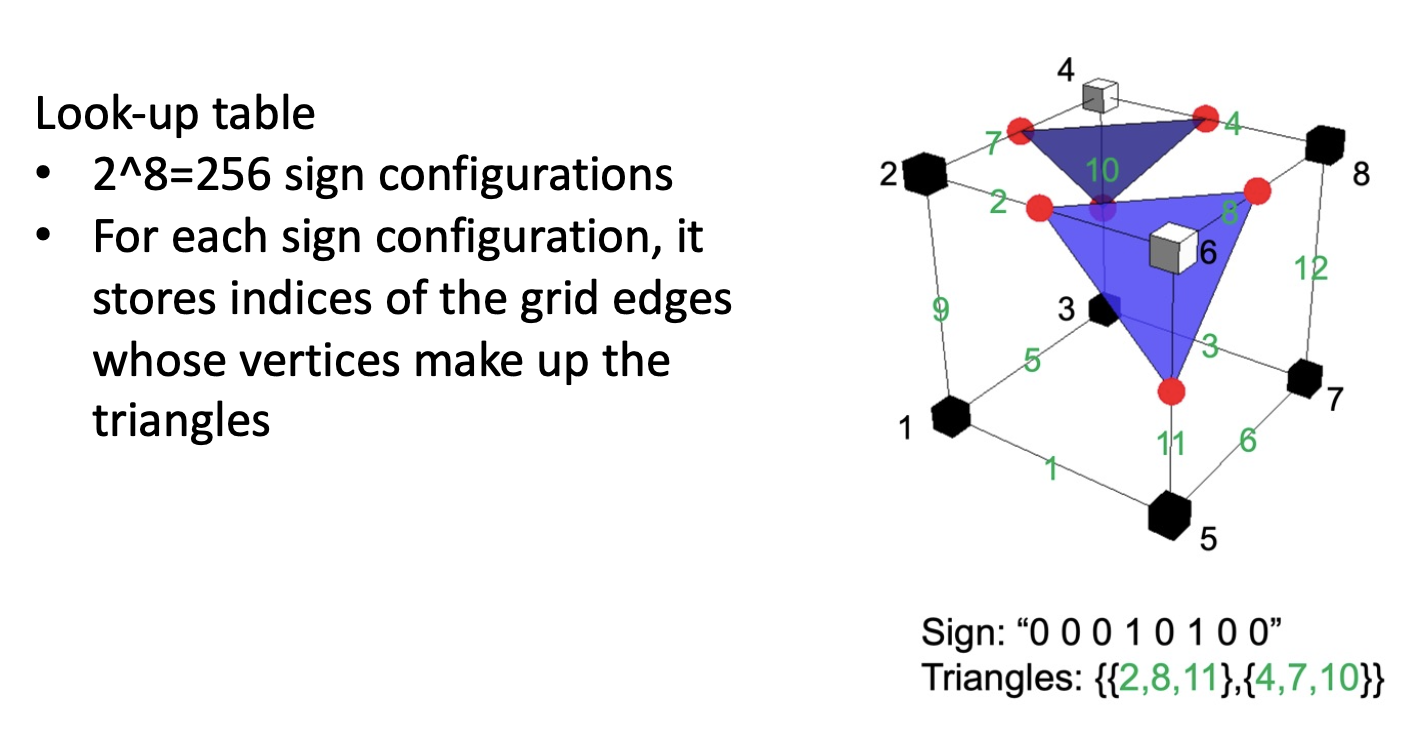 Look-up table
• 2^8=256 sign configurations
• For each sign configuration, it
stores indices of the grid edges
whose vertices make up the
triangles
4
7
4
10
2
8
2
8
6
12
9
3
3
5
7
1
11
6
1
5
Sign: “0 0 0 1 0 1 0 0”
Triangles: {{2,8,11},{4,7,10}}